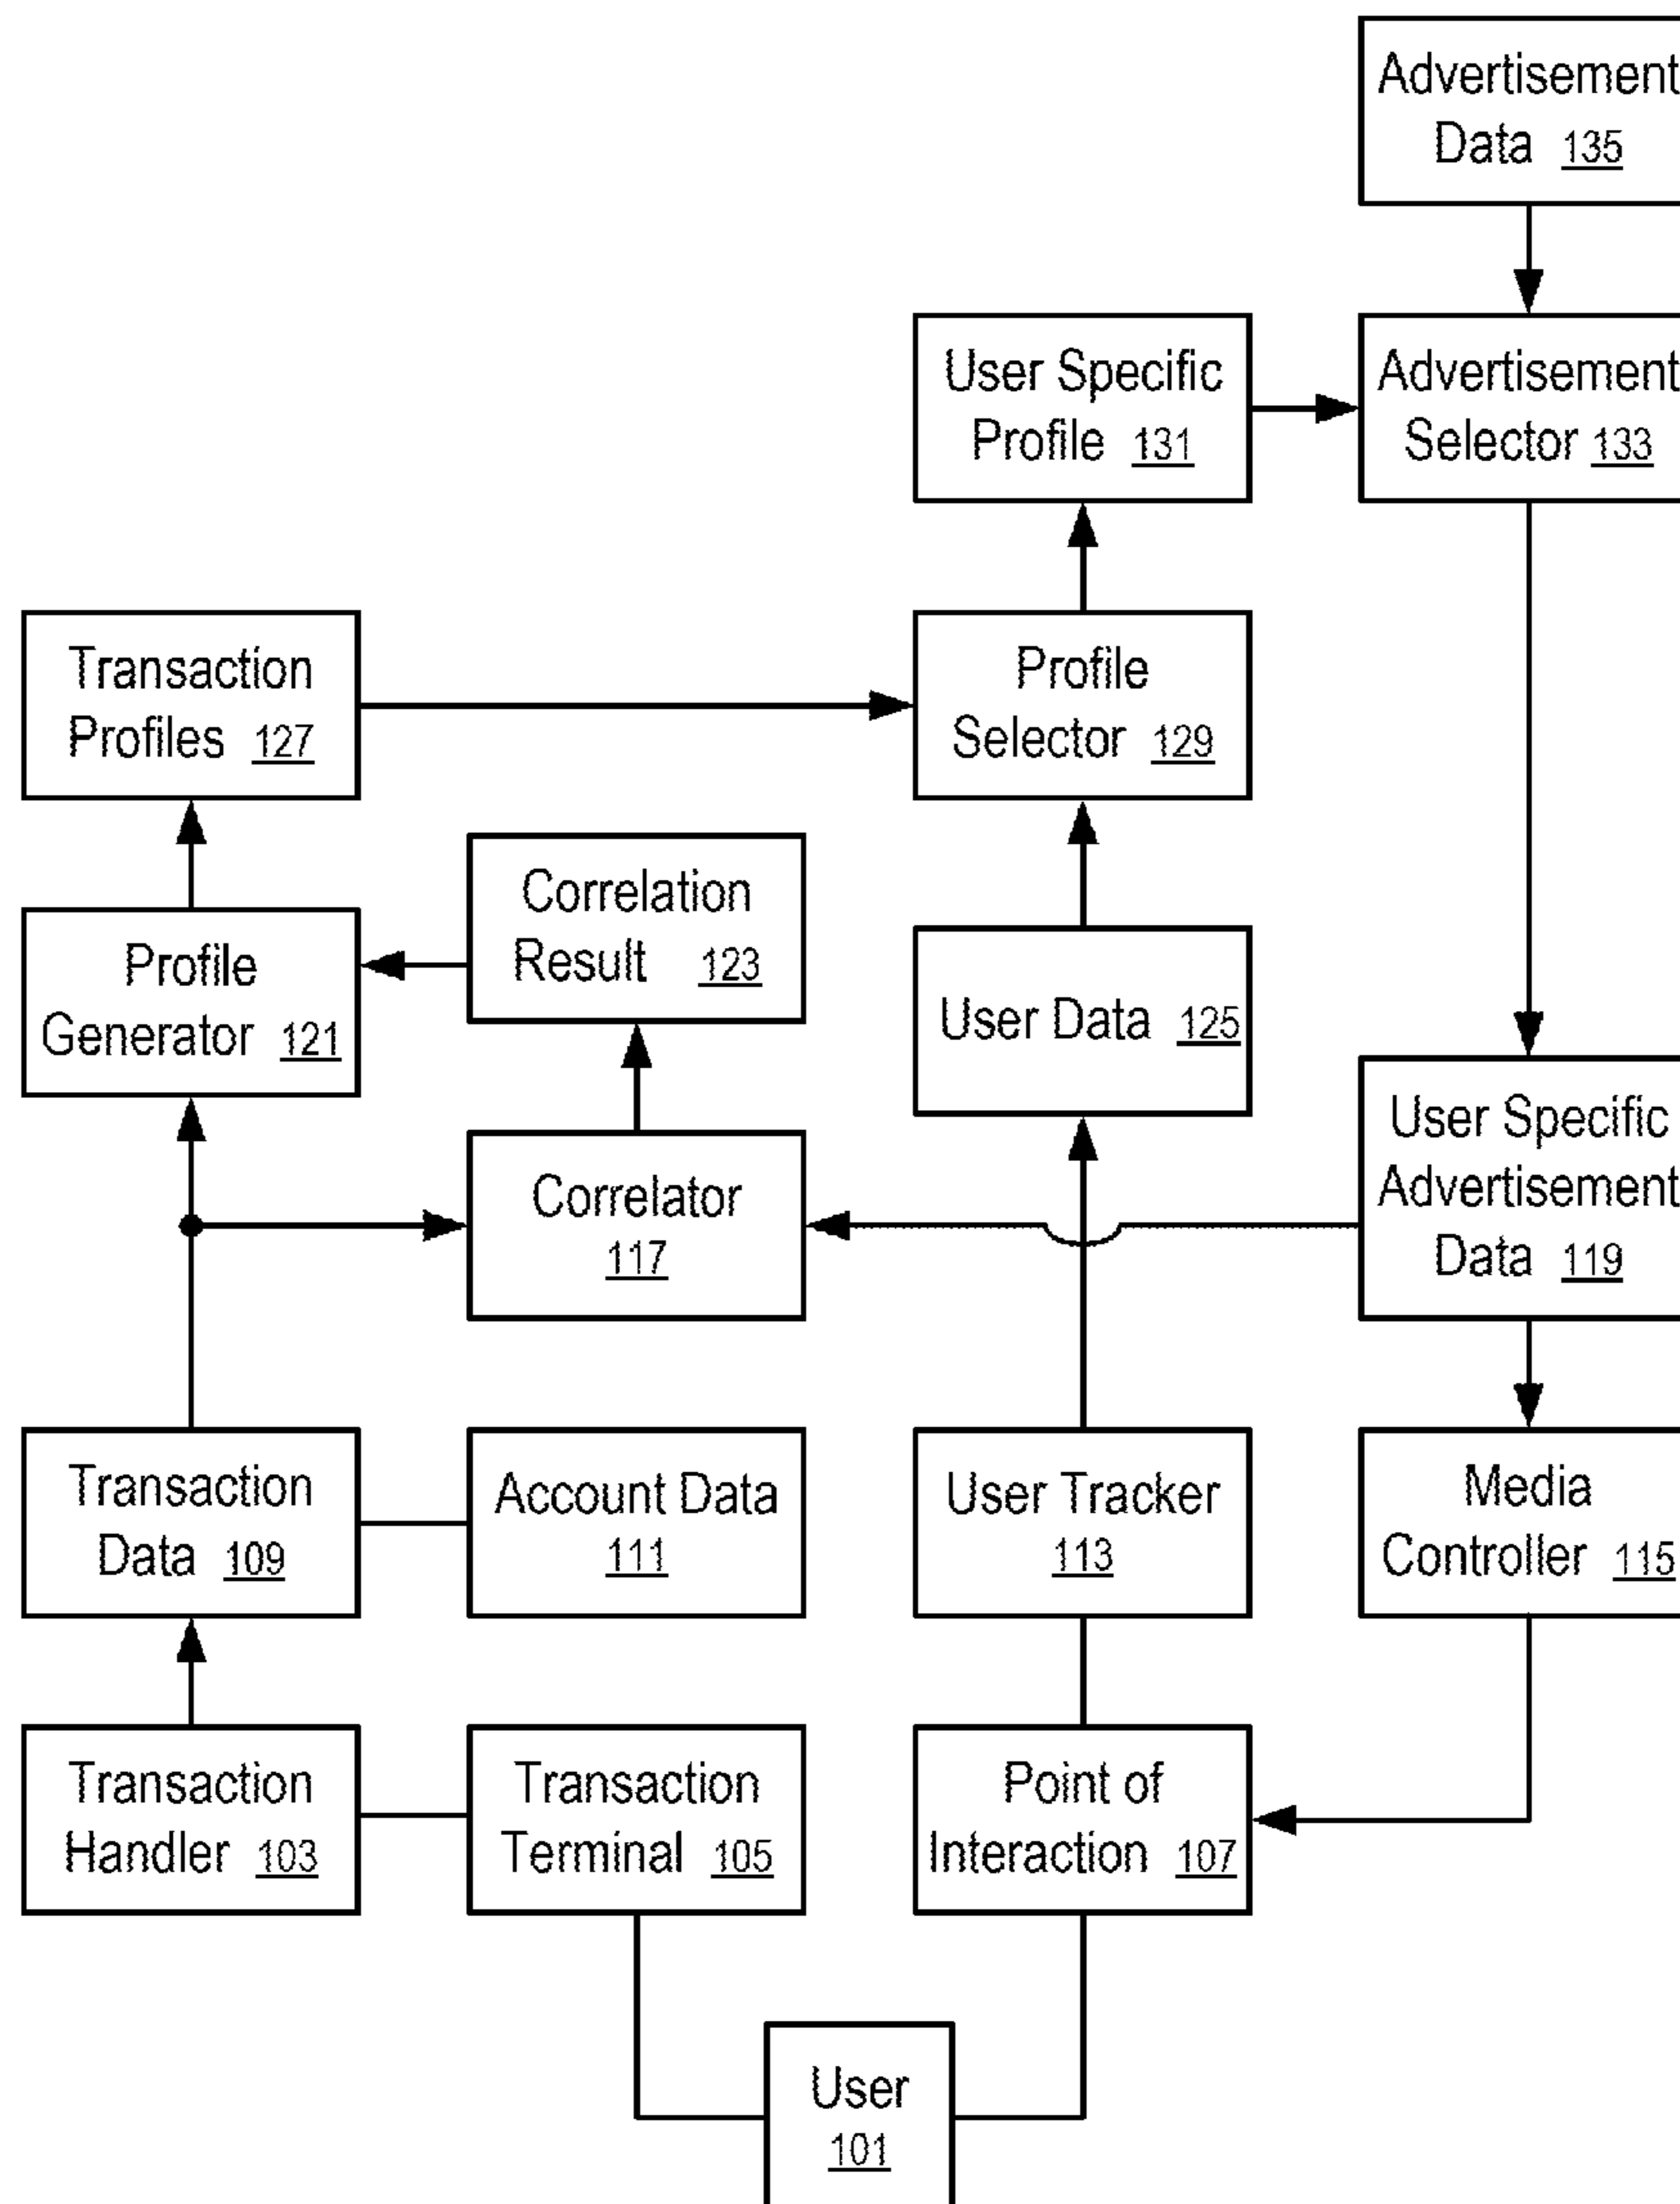 Advertisement
Data 135
User Specific
Profile 131
Advertisement
Selector 133
Transaction
Profiles 127
Profile
Selector 129
Correlation
Result 123
Profile
Generator 121
User Data 125
User Specific
Advertisement
Data 119
Correlator
117
Transaction
Data 109
Account Data
111
User Tracker
113
Media
Controller 115
Transaction
Handler 103
Transaction
Terminal 105
Point of
Interaction 107
User
101